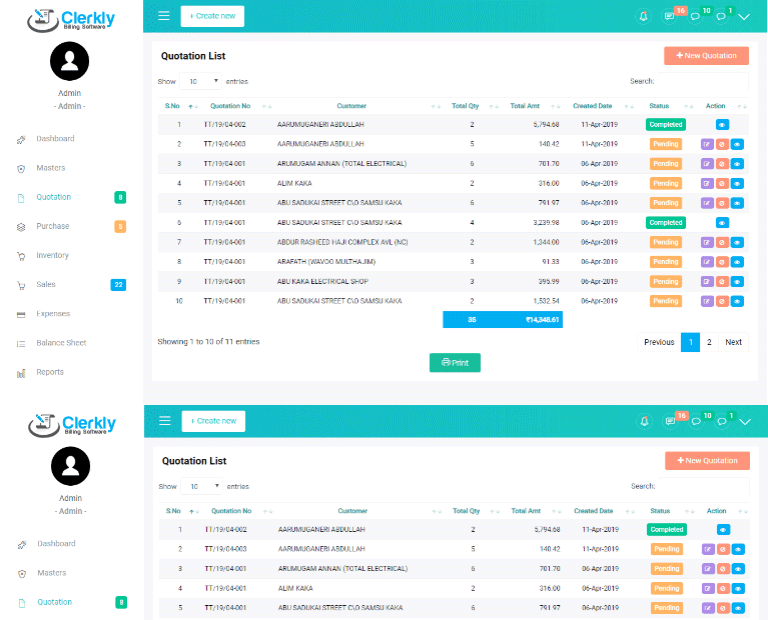 Clerkly
Billing Software
+ Create new
16 10 1
Admin
- Admin -
Quotation List
+ New Quotation
Show 10 entries
Search:
S.No Quotation No Customer Total Qty Total Amt Created Date Status Action
1 TT/19/04-002 AARUMUGANERI ABDULLAH 2 5,794.68 11-Apr-2019 Completed
2 TT/19/04-003 AARUMUGANERI ABDULLAH 5 140.42 11-Apr-2019 Pending
3 TT/19/04-001 ARUMUGAM ANNAN (TOTAL ELECTRICAL) 6 701.70 06-Apr-2019 Pending
4 TT/19/04-001 ALIM KAKA 2 316.00 06-Apr-2019 Pending
5 TT/19/04-001 ABU SADUKAI STREET C\O SAMSU KAKA 6 791.97 06-Apr-2019 Pending
6 TT/19/04-001 ABU SADUKAI STREET C\O SAMSU KAKA 4 3,239.98 06-Apr-2019 Completed
7 TT/19/04-001 ABDUR RASHEED HAJI COMPLEX AVL (NC) 2 1,344.00 06-Apr-2019 Pending
8 TT/19/04-001 ABAFATH (WAVOO MULTHAJIM) 3 91.33 06-Apr-2019 Pending
9 TT/19/04-001 ABU KAKA ELECTRICAL SHOP 3 395.99 06-Apr-2019 Pending
10 TT/19/04-001 ABU SADUKAI STREET C\O SAMSU KAKA 2 1,532.54 06-Apr-2019 Pending
35 ₹14,348.61
Showing 1 to 10 of 11 entries
Previous 1 2 Next
Print
Dashboard
Masters
Quotation 8
Purchase 8
Inventory
Sales 22
Expenses
Balance Sheet
Reports
Clerkly
Billing Software
+ Create new
16 10 1
Admin
- Admin -
Quotation List
+ New Quotation
Show 10 entries
Search:
S.No Quotation No Customer Total Qty Total Amt Created Date Status Action
1 TT/19/04-002 AARUMUGANERI ABDULLAH 2 5,794.68 11-Apr-2019 Completed
2 TT/19/04-003 AARUMUGANERI ABDULLAH 5 140.42 11-Apr-2019 Pending
3 TT/19/04-001 ARUMUGAM ANNAN (TOTAL ELECTRICAL) 6 701.70 06-Apr-2019 Pending
4 TT/19/04-001 ALIM KAKA 2 316.00 06-Apr-2019 Pending
5 TT/19/04-001 ABU SADUKAI STREET C\O SAMSU KAKA 6 791.97 06-Apr-2019 Pending
Dashboard
Masters
Quotation 8